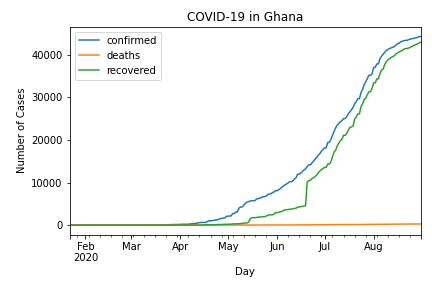 COVID-19 in Ghana
confirmed
deaths
recovered
Number of Cases
40000
30000
20000
10000
0
Feb Mar Apr May Jun Jul Aug
2020
Day